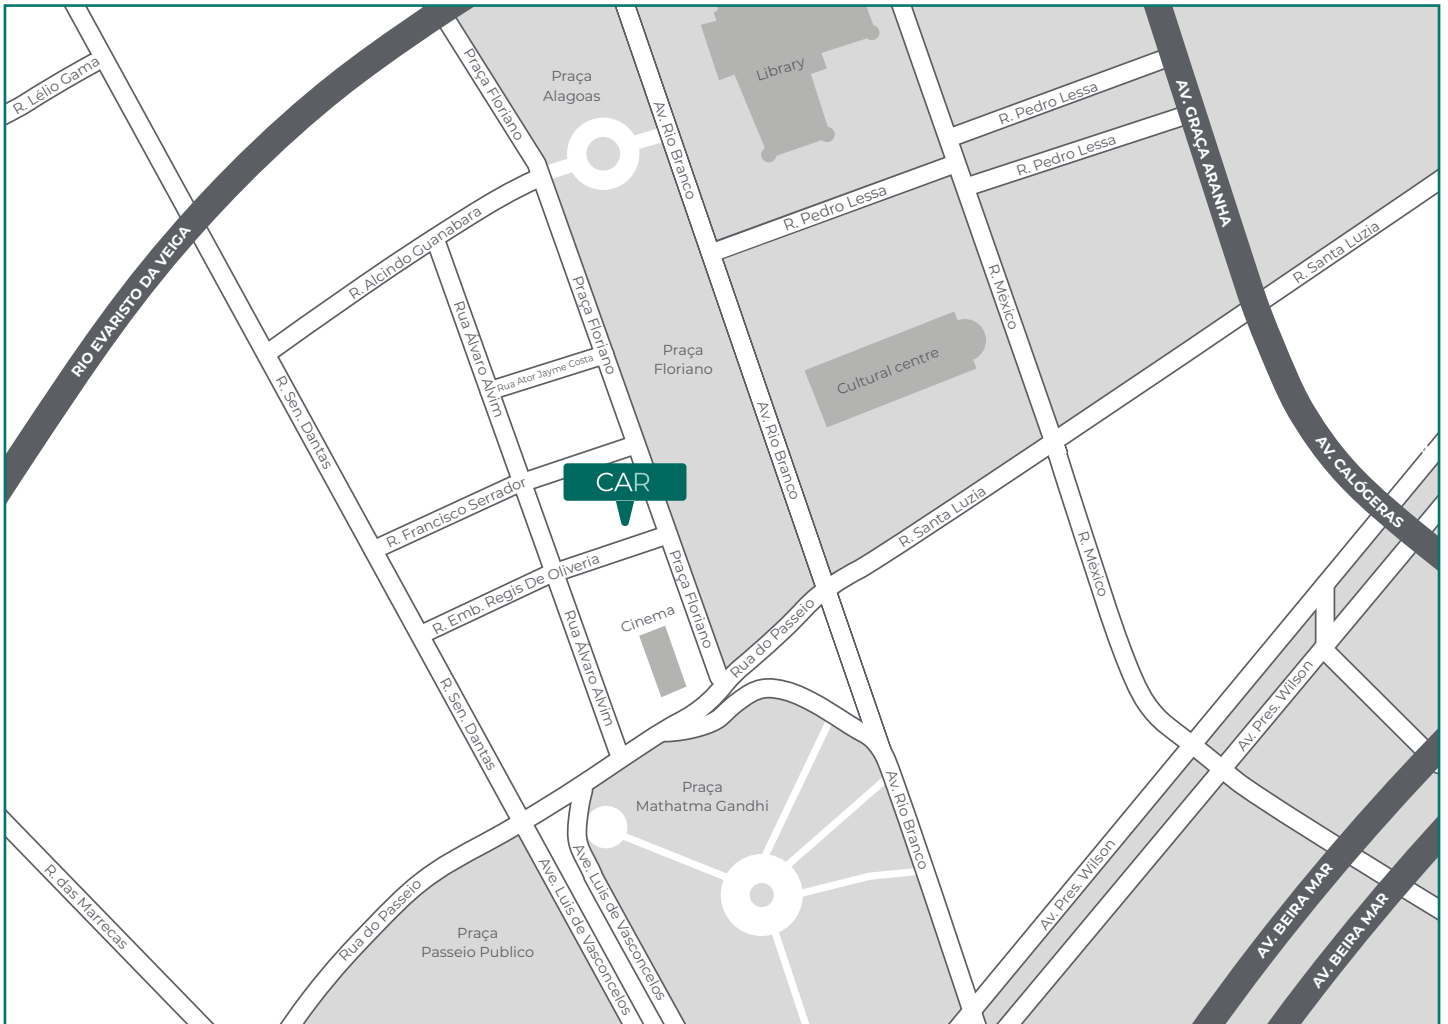 R. Lélio Gama
Praça Floriano
Praça
Alagoas
Library
Av. Rio Branco
R. Pedro Lessa
R. Pedro Lessa
R. Pedro Lessa
AV. GRAÇA ARANHA
RIO EVARISTO DA VEIGA
R. Alcindo Guanabara
R. Santa Luzia
R. México
Rua Alvaro Alvim
Praça Floriano
Rua Ator Jayme Costa
Praça
Floriano
Cultural centre
R. Sen. Dantas
Av. Rio Branco
AV. CALÓGERAS
CAR
R. Francisco Serrador
R. Santa Luzia
R. México
R. Emb. Regis De Oliveria
Praça Floriano
Cinema
Rua Alvaro Alvim
Rua do Passeio
R. Sen. Dantas
Av. Pres. Wilson
Praça
Mathatma Gandhi
Av. Rio Branco
Av. Pres. Wilson
R. das Marrecas
Rua do Passeio
Ave. Luis de Vasconcelos
Ave. Luis de Vasconcelos
Praça
Passeio Publico
AV. BEIRA MAR
AV. BEIRA MAR